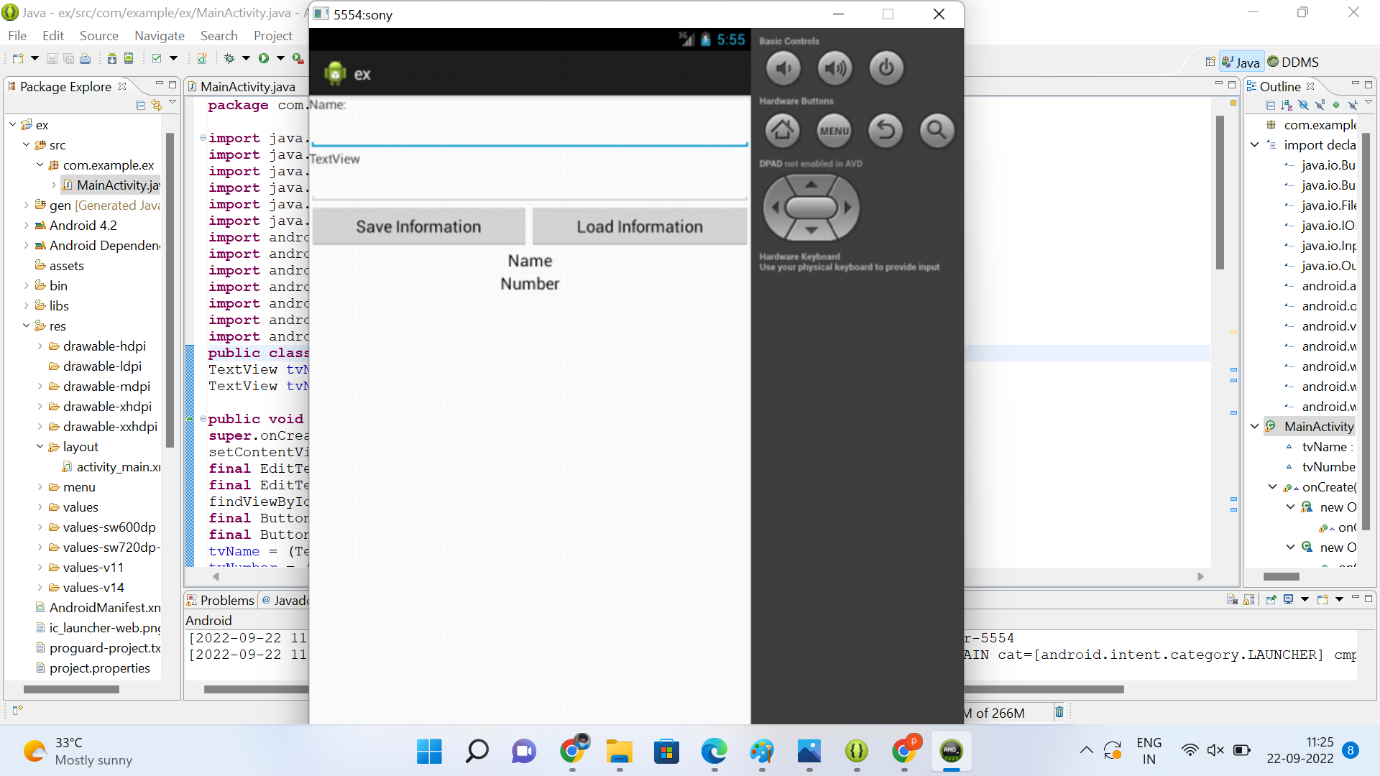 Java - ex/src/com/example/ex/MainActivity.java - A
5554:sony
File Edit Source Navigate Search Project
Java DDMS
Package Explore
ex
src
com.example.ex
MainActivity.ja
gen [Generated Java
Android 4.2
Android Dependen
assets
bin
libs
res
drawable-hdpi
drawable-ldpi
drawable-mdpi
drawable-xhdpi
drawable-xxhdpi
layout
activity_main.xi
menu
values
values-sw600dp
values-sw720dp-
values-v11
values-v14
AndroidManifest.xn
ic_launcher-web.png
proguard-project.tx
project.properties
MainActivity.java
package com.
import java.
import java.
import java.
import java.
import java.
import java.
import andro
import andro
import andro
import andro
import andro
import andro
import andro
public class
TextView tvN
TextView tvN
public void
super.onCrea
setContentVi
final EditTe
final EditTe
findViewById
final Button
final Button
tvName = (Te
3G 5:55
ex
Name:
TextView
Save Information Load Information
Name
Number
Basic Controls
Hardware Buttons
MENU
DPAD not enabled in AVD
Hardware Keyboard
Use your physical keyboard to provide input
Outline
com.example
import decla
java.io.Bu
java.io.Bu
java.io.File
java.io.IO
java.io.Inp
java.io.Ou
android.a
android.o
android.v
android.w
android.w
android.w
android.w
MainActivity
tvName :
tvNumbe
onCreate(
new O
onC
new O
Problems @ Javado
Android
[2022-09-22 11 r-5554
[2022-09-22 11 AIN cat=[android.intent.category.LAUNCHER] cmp
M of 266M
33°C
Mostly sunny
ENG
IN
11:25
22-09-2022
8